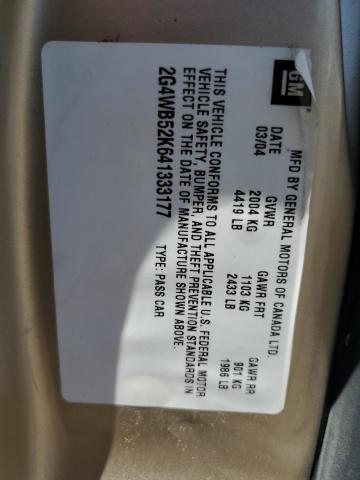 GM
MFD BY GENERAL MOTORS OF CANADA LTD.
DATE GVWR GAWR FRT GAWR RR
03/04 2004 KG 1103 KG 901 KG
4419 LB 2433 LB 1986 LB
THIS VEHICLE CONFORMS TO ALL APPLICABLE U.S. FEDERAL MOTOR
VEHICLE SAFETY, BUMPER, AND THEFT PREVENTION STANDARDS IN
EFFECT ON THE DATE OF MANUFACTURE SHOWN ABOVE.
2G4WB52K641333177 TYPE: PASS CAR